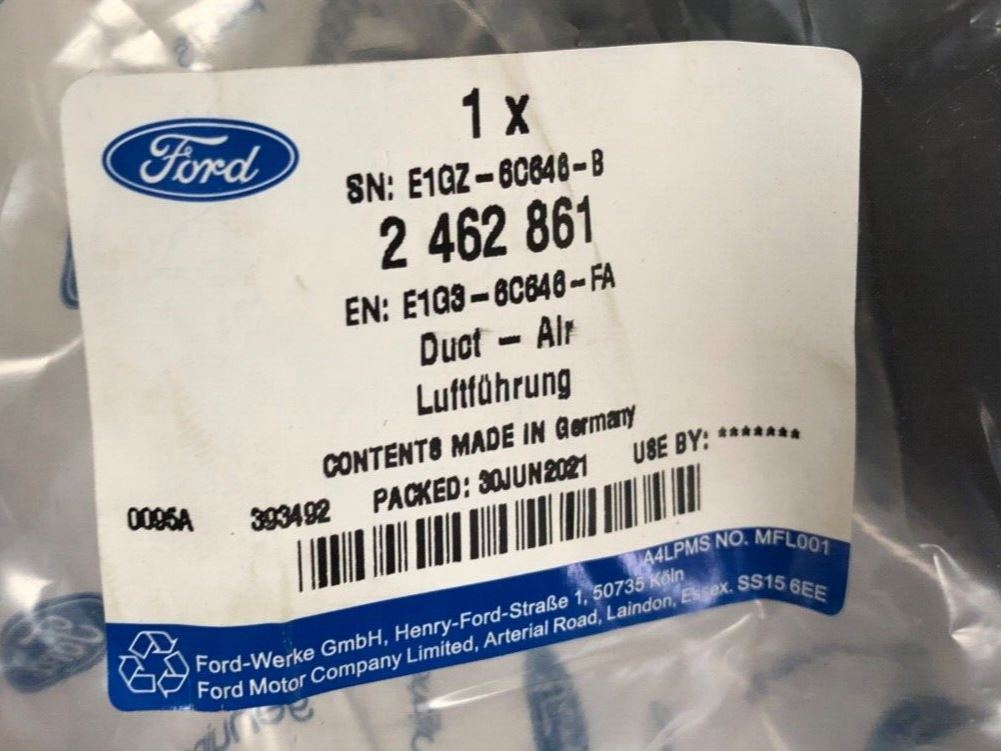 Ford
1 x
SN: E1GZ-6C646-B
2 462 861
EN: E1G3-6C646-FA
Duct - Air
Luftführung
CONTENTS MADE IN Germany
PACKED: 30JUN2021 USE BY: *******
0095A 393492
A4LPMS NO. MFL001
Ford-Werke GmbH, Henry-Ford-Straße 1, 50735 Köln
Ford Motor Company Limited, Arterial Road, Laindon, Essex. SS15 6EE